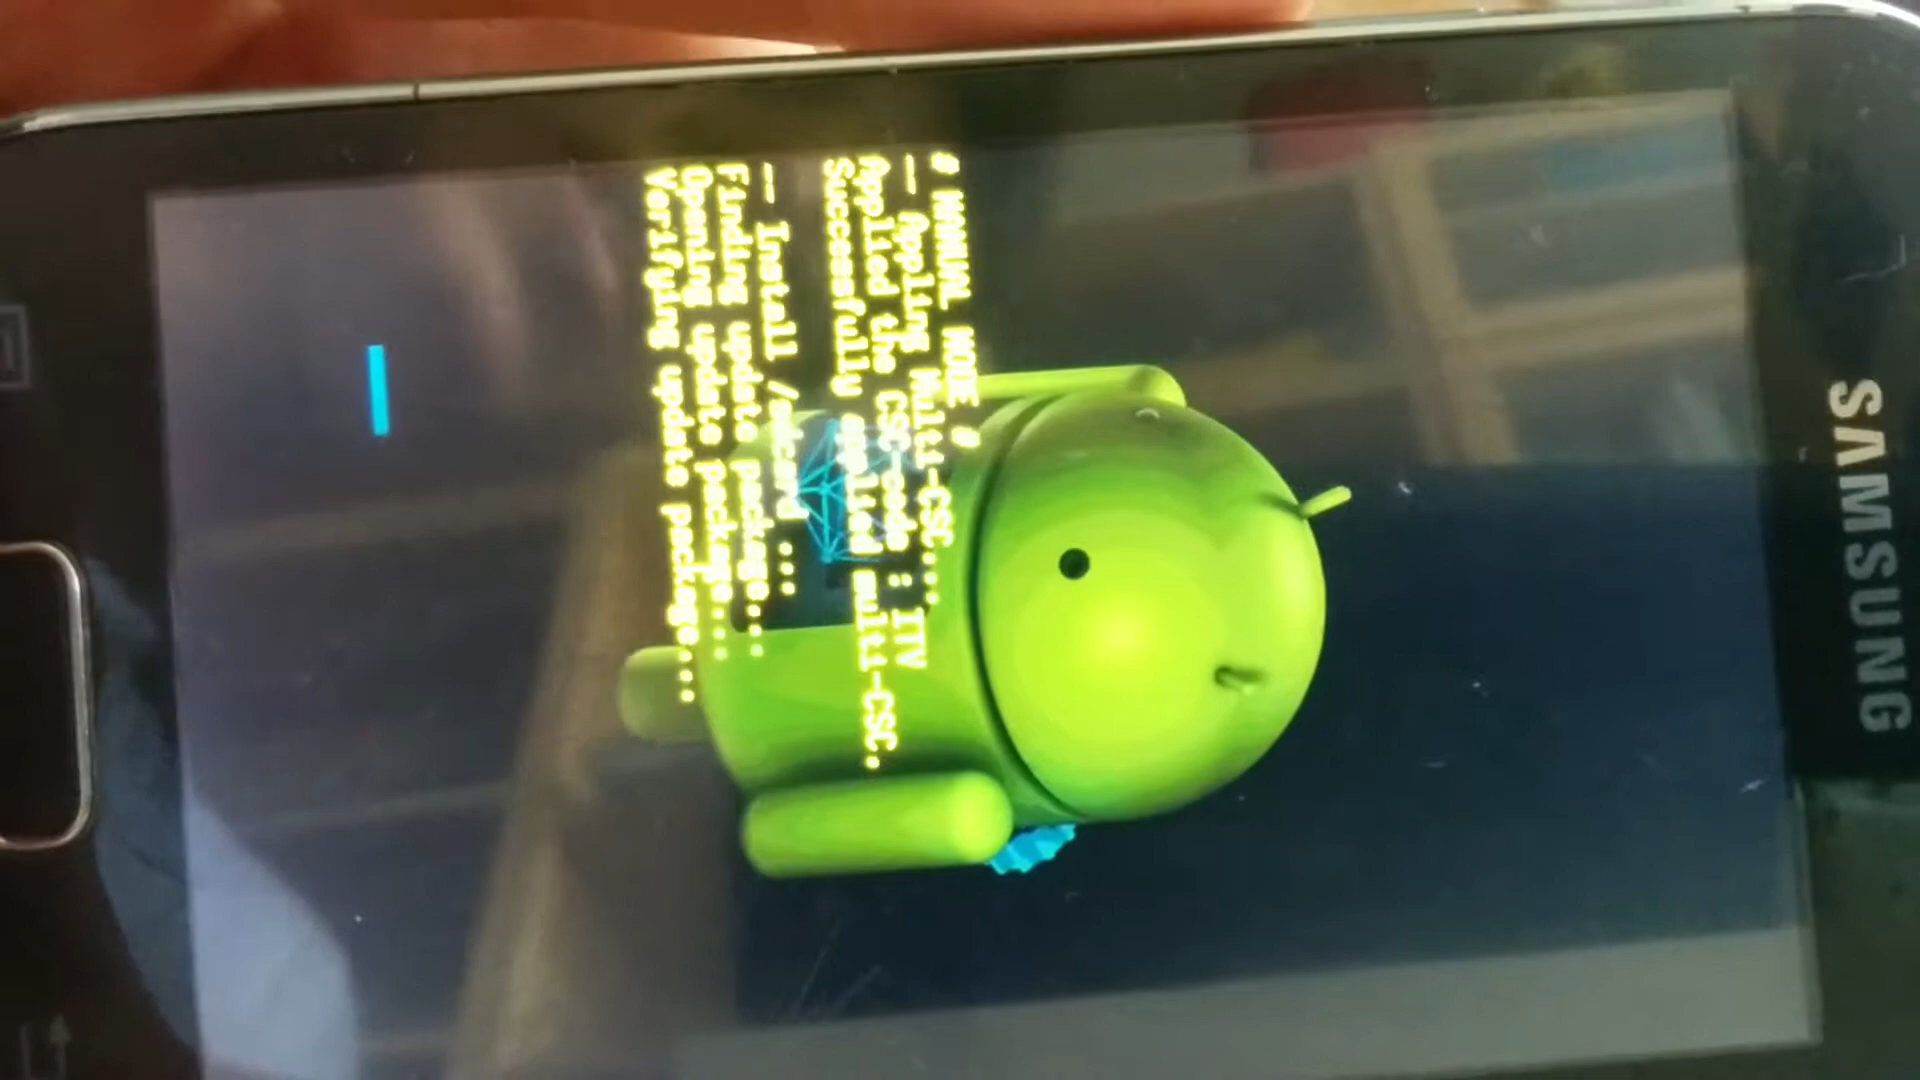 # MANUAL MODE #
-- Appling Multi-CSC...
Applied the CSC-code : ITV
Successfully applied multi-CSC.
-- Install /sdcard ...
Finding update package...
Opening update package...
Verifying update package...
SAMSUNG